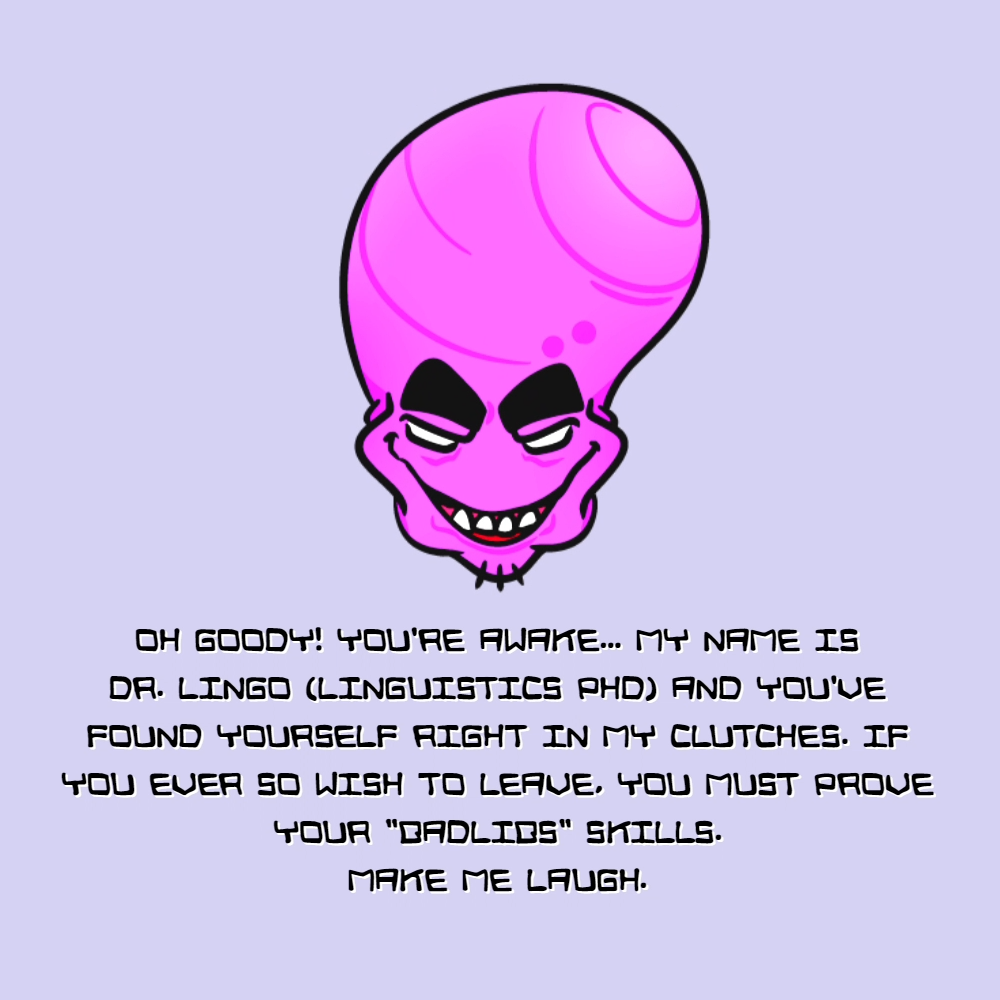 OH GOODY! YOU'RE AWAKE... MY NAME IS
DR. LINGO (LINGUISTICS PHD) AND YOU'VE
FOUND YOURSELF RIGHT IN MY CLUTCHES. IF
YOU EVER SO WISH TO LEAVE, YOU MUST PROVE
YOUR "BADLIBS" SKILLS.
MAKE ME LAUGH.